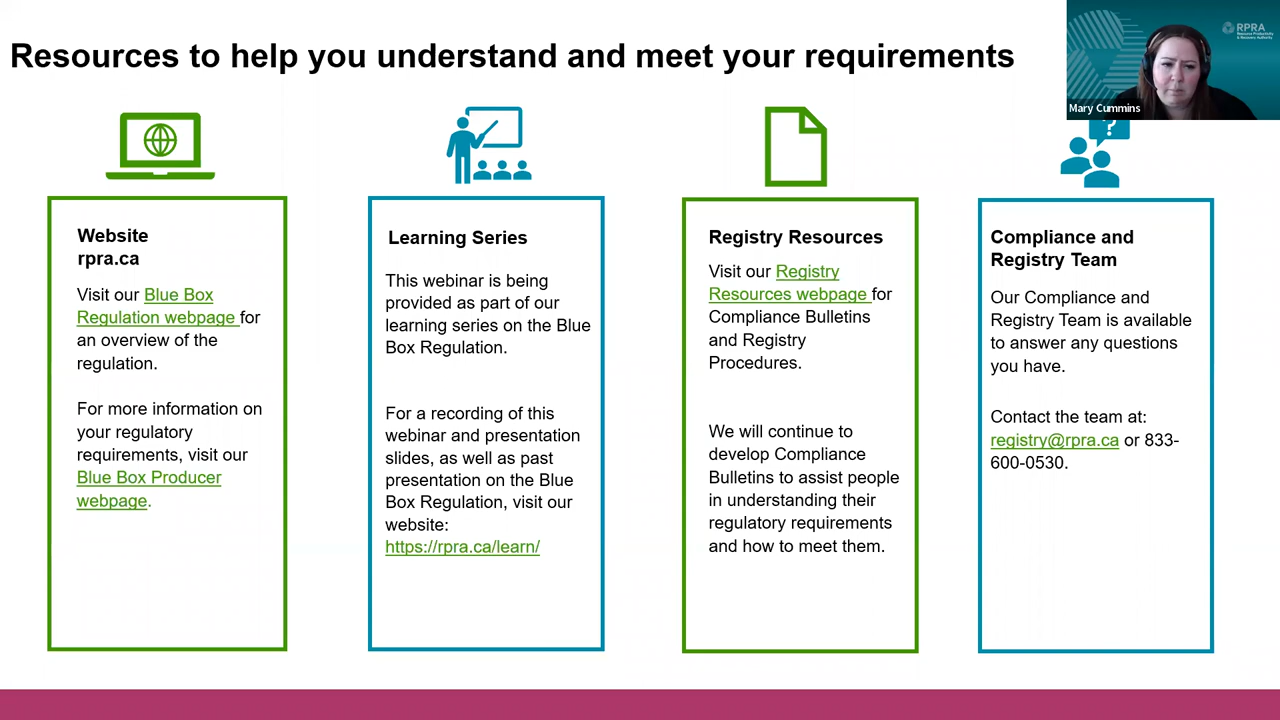 Resources to help you understand and meet your requirements
RPRA
Resource Productivity
& Recovery Authority
Mary Cummins
?
Website
rpra.ca
Visit our Blue Box
Regulation webpage for
an overview of the
regulation.
For more information on
your regulatory
requirements, visit our
Blue Box Producer
webpage.
Learning Series
This webinar is being
provided as part of our
learning series on the Blue
Box Regulation.
For a recording of this
webinar and presentation
slides, as well as past
presentation on the Blue
Box Regulation, visit our
website:
https://rpra.ca/learn/
Registry Resources
Visit our Registry
Resources webpage for
Compliance Bulletins
and Registry
Procedures.
We will continue to
develop Compliance
Bulletins to assist people
in understanding their
regulatory requirements
and how to meet them.
Compliance and
Registry Team
Our Compliance and
Registry Team is available
to answer any questions
you have.
Contact the team at:
registry@rpra.ca or 833-
600-0530.